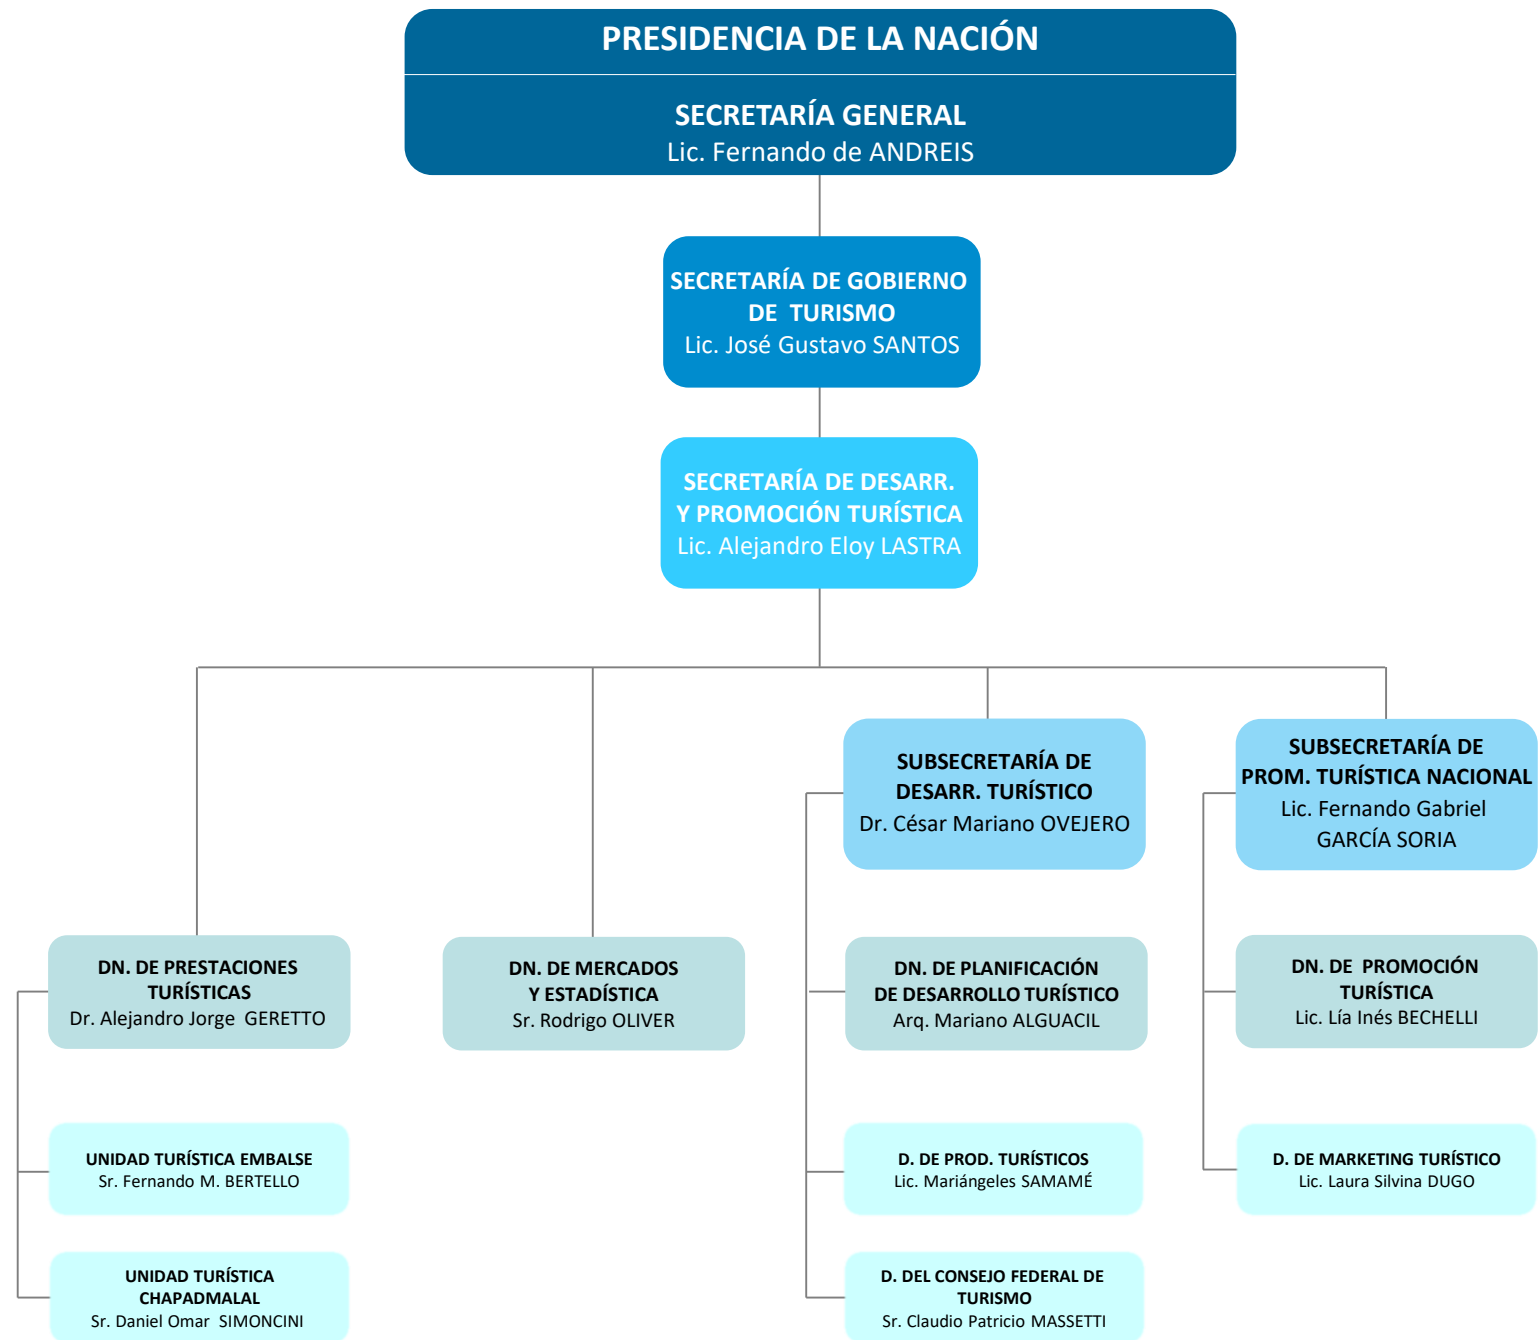 PRESIDENCIA DE LA NACIÓN
SECRETARÍA GENERAL
Lic. Fernando de ANDREIS
SECRETARÍA DE GOBIERNO
DE TURISMO
Lic. José Gustavo SANTOS
SECRETARÍA DE DESARR.
Y PROMOCIÓN TURÍSTICA
Lic. Alejandro Eloy LASTRA
SUBSECRETARÍA DE
DESARR. TURÍSTICO
Dr. César Mariano OVEJERO
SUBSECRETARÍA DE
PROM. TURÍSTICA NACIONAL
Lic. Fernando Gabriel
GARCÍA SORIA
DN. DE PRESTACIONES
TURÍSTICAS
Dr. Alejandro Jorge GERETTO
DN. DE MERCADOS
Y ESTADÍSTICA
Sr. Rodrigo OLIVER
DN. DE PLANIFICACIÓN
DE DESARROLLO TURÍSTICO
Arq. Mariano ALGUACIL
DN. DE PROMOCIÓN
TURÍSTICA
Lic. Lía Inés BECHELLI
UNIDAD TURÍSTICA EMBALSE
Sr. Fernando M. BERTELLO
D. DE PROD. TURÍSTICOS
Lic. Mariángeles SAMAMÉ
D. DE MARKETING TURÍSTICO
Lic. Laura Silvina DUGO
UNIDAD TURÍSTICA
CHAPADMALAL
Sr. Daniel Omar SIMONCINI
D. DEL CONSEJO FEDERAL DE
TURISMO
Sr. Claudio Patricio MASSETTI